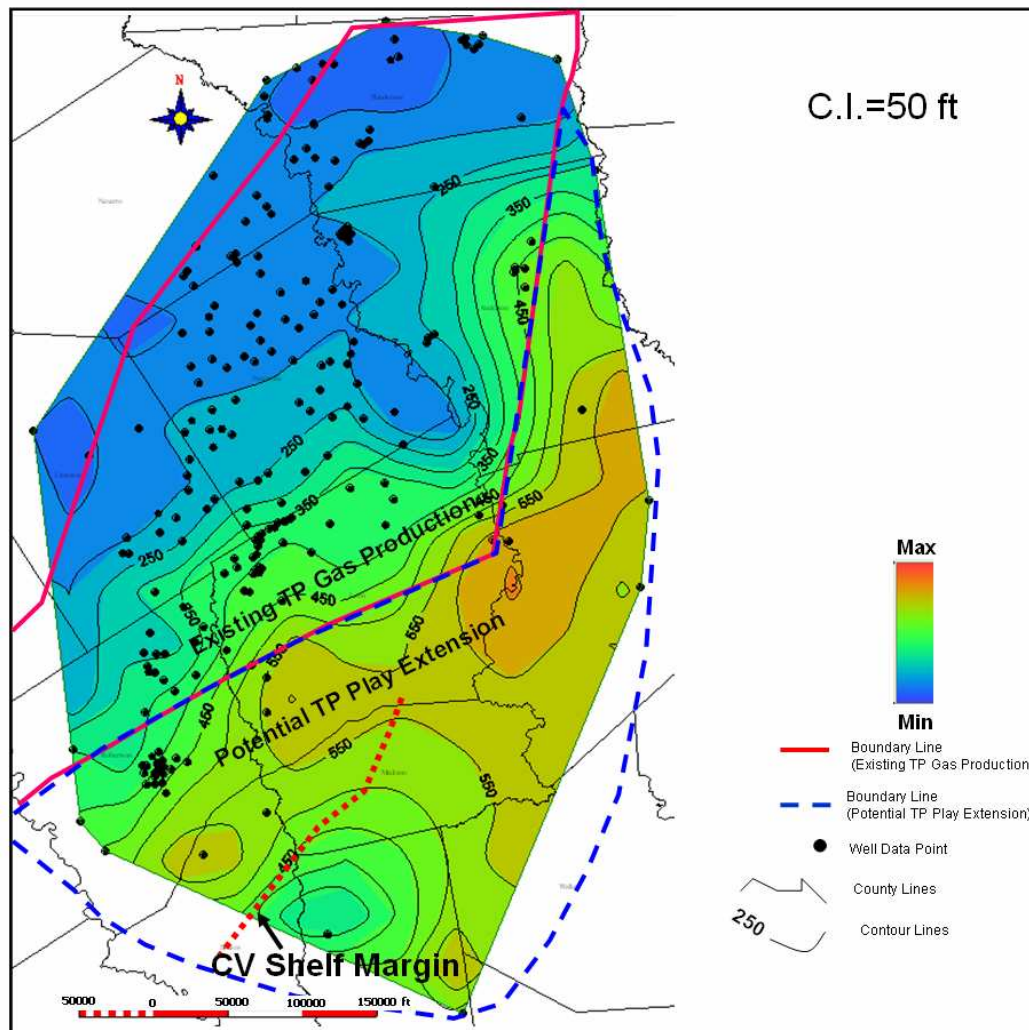 C.I.=50 ft
N
250
350
450
250
350
450
550
250
350
250
350
450
550
550
450
550
550
450
Existing TP Gas Production
Potential TP Play Extension
CV Shelf Margin
50000 0 50000 100000 150000 ft
Max
Min
Boundary Line
(Existing TP Gas Production
Boundary Line
(Potential TP Play Extension)
Well Data Point
County Lines
250
Contour Lines